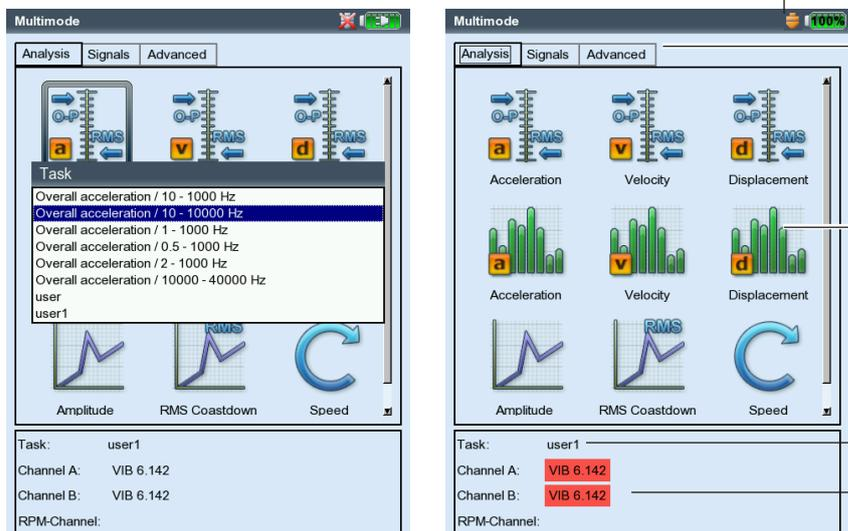 Multimode
Analysis Signals Advanced
O-P RMS a
O-P RMS v
O-P RMS d
Task
Overall acceleration / 10 - 1000 Hz
Overall acceleration / 10 - 10000 Hz
Overall acceleration / 1 - 1000 Hz
Overall acceleration / 0.5 - 1000 Hz
Overall acceleration / 2 - 1000 Hz
Overall acceleration / 10000 - 40000 Hz
user
user1
RMS
Amplitude RMS Coastdown Speed
Task: user1
Channel A: VIB 6.142
Channel B: VIB 6.142
RPM-Channel:
Multimode 100%
Analysis Signals Advanced
O-P RMS a
O-P RMS v
O-P RMS d
Acceleration Velocity Displacement
a v d
Acceleration Velocity Displacement
RMS
Amplitude RMS Coastdown Speed
Task: user1
Channel A: VIB 6.142
Channel B: VIB 6.142
RPM-Channel: